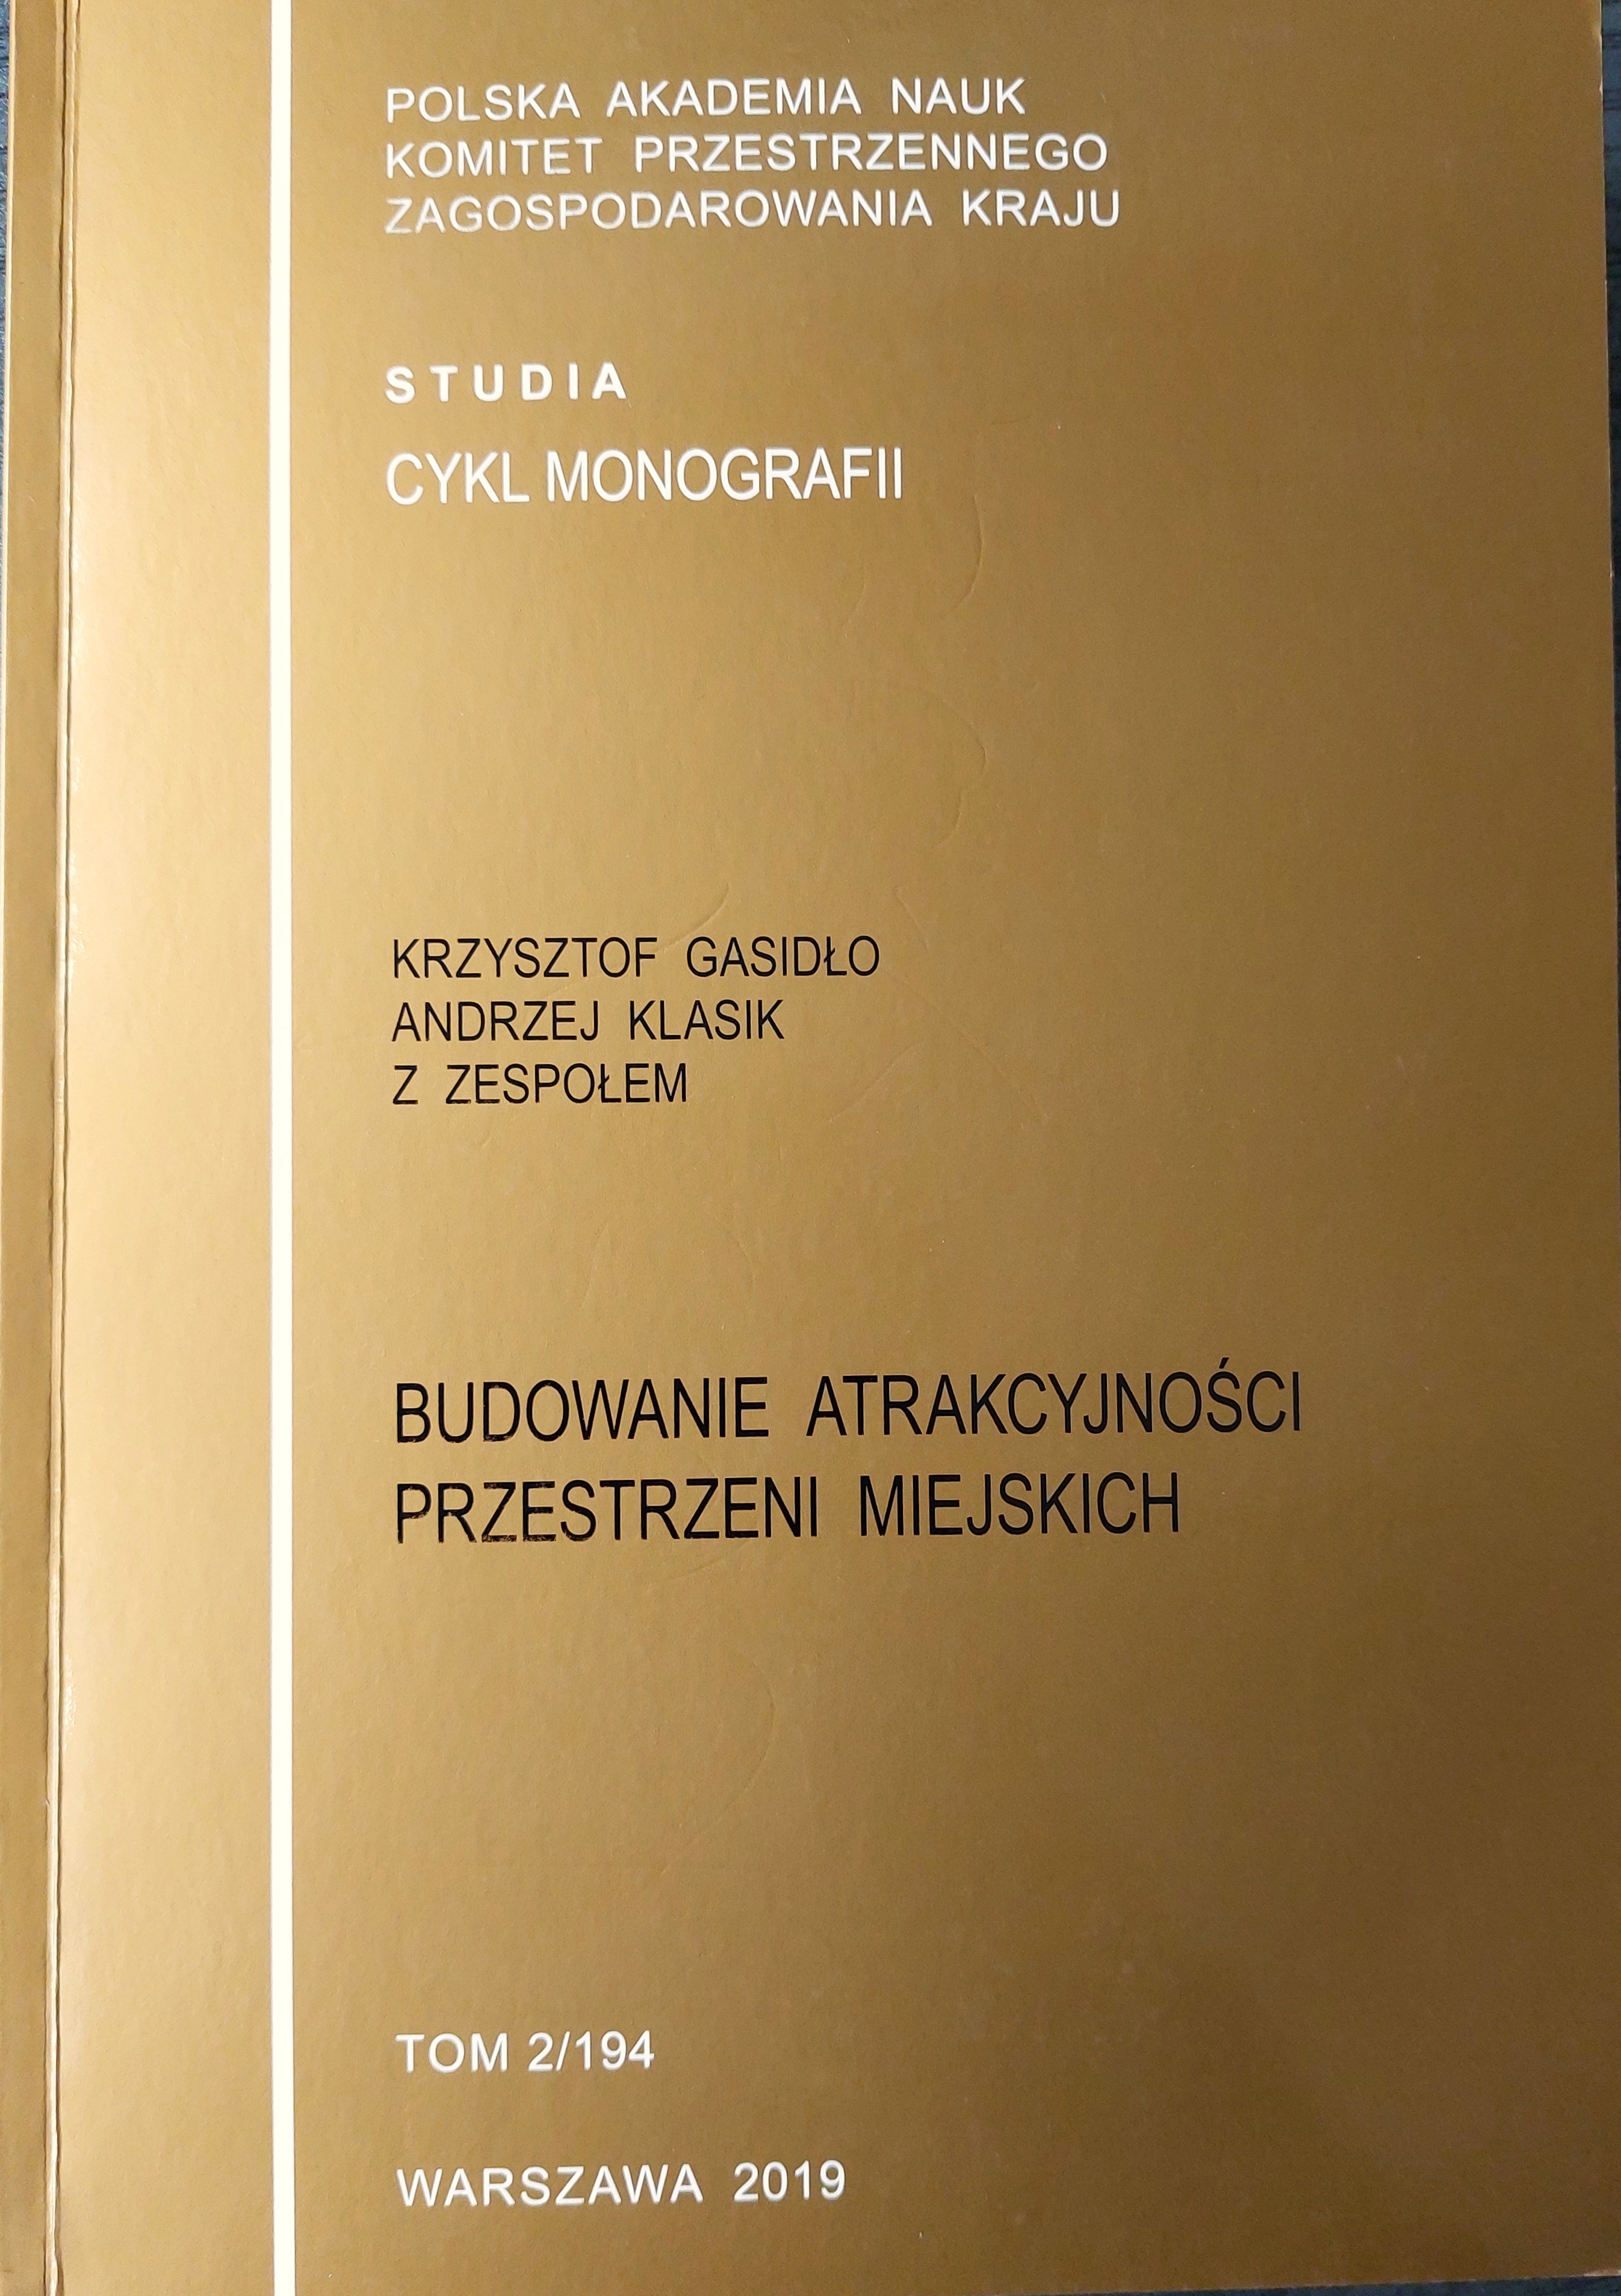 POLSKA AKADEMIA NAUK
KOMITET PRZESTRZENNEGO
ZAGOSPODAROWANIA KRAJU
STUDIA
CYKL MONOGRAFII
KRZYSZTOF GASIDŁO
ANDRZEJ KLASIK
Z ZESPOŁEM
BUDOWANIE ATRAKCYJNOŚCI
PRZESTRZENI MIEJSKICH
TOM 2/194
WARSZAWA 2019